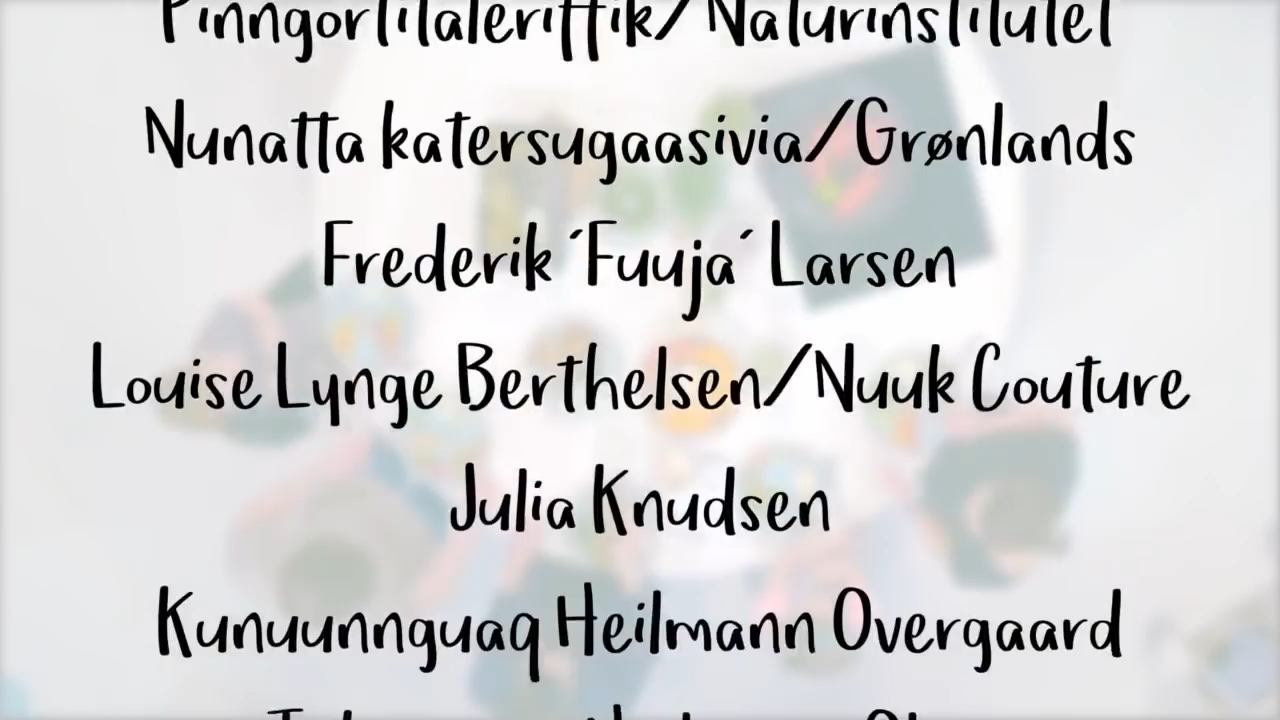 Pinngortitaleriffik/Naturinstitutet
Nunatta katersugaasivia/Grønlands
Frederik ´Fuuja´ Larsen
Louise Lynge Berthelsen/Nuuk Couture
Julia Knudsen
Kunuunnguaq Heilmann Overgaard